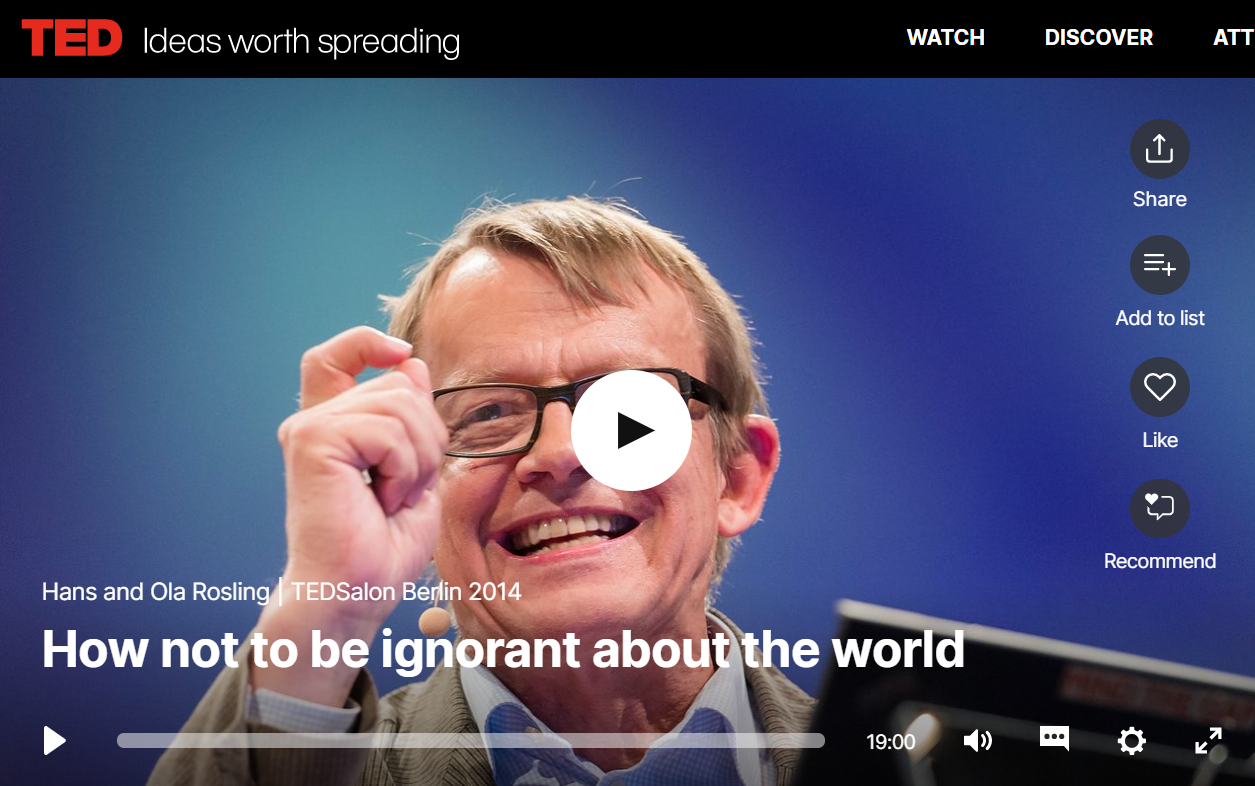 TED Ideas worth spreading WATCH DISCOVER ATT
Share
Add to list
Like
Recommend
Hans and Ola Rosling | TEDSalon Berlin 2014
How not to be ignorant about the world
19:00